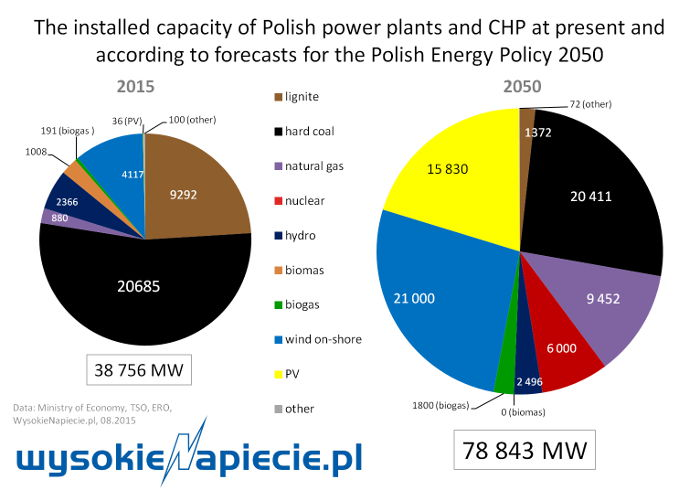 The installed capacity of Polish power plants and CHP at present and
according to forecasts for the Polish Energy Policy 2050
2015
36 (PV)
100 (other)
191(biogas )
1008
4117
9292
2366
880
20685
38 756 MW
lignite
hard coal
natural gas
nuclear
hydro
biomas
biogas
wind on-shore
PV
other
2050
72 (other)
1372
15 830
20 411
21 000
9 452
6 000
2 496
1800 (biogas)
0 (biomas)
78 843 MW
Data: Ministry of Economy, TSO, ERO,
WysokieNapiecie.pl, 08.2015
wysokieNapiecie.pl